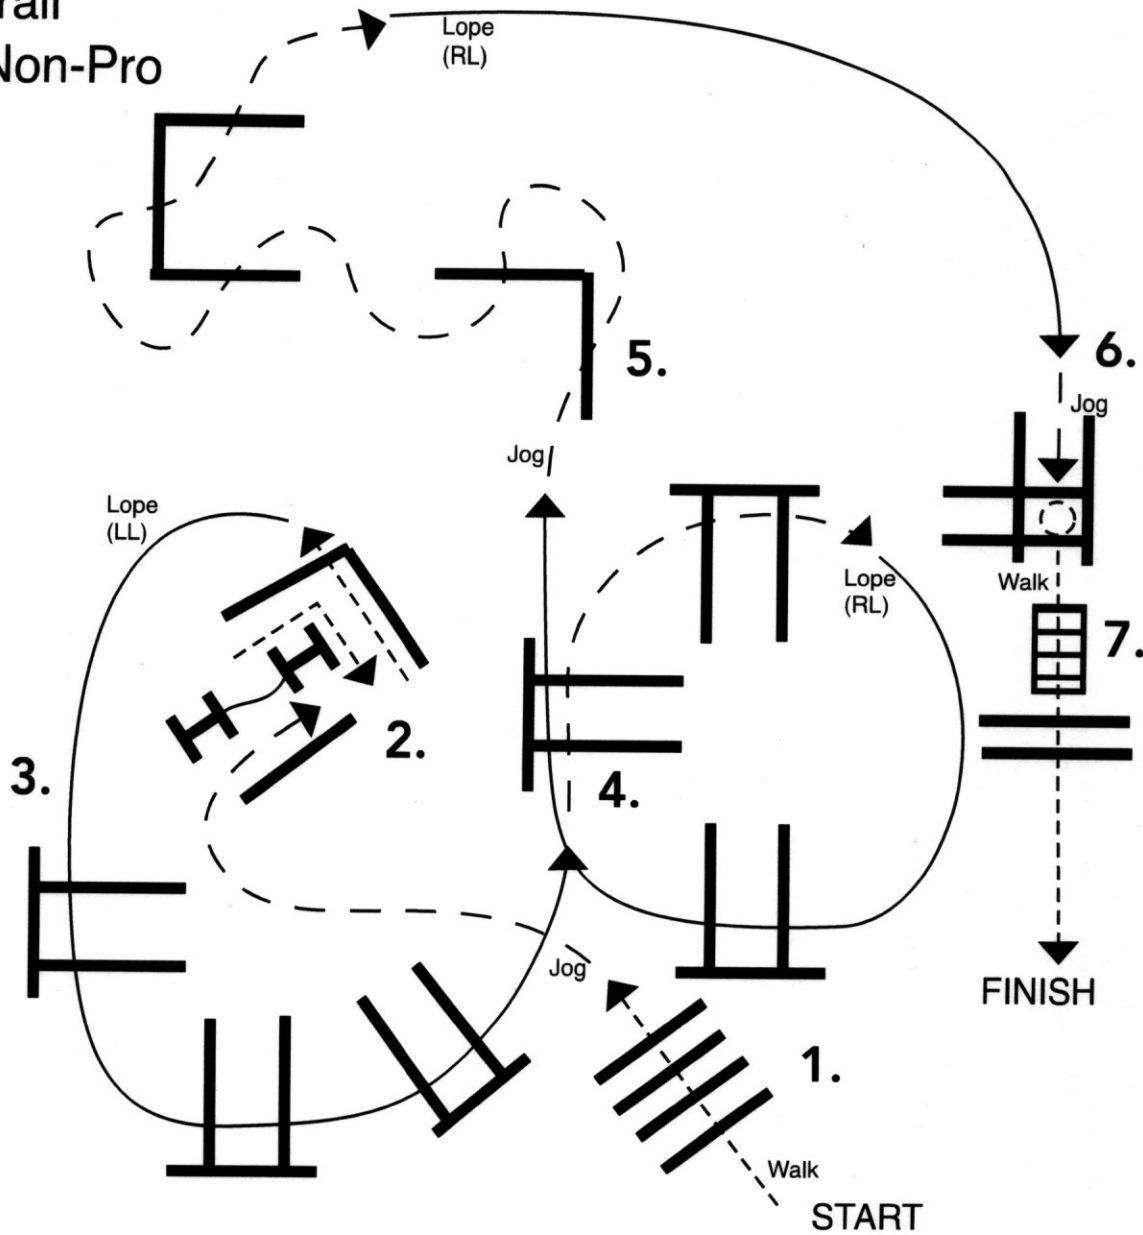 Non-Pro
Lope
(RL)
6.
Jog
5.
Jog
Lope
(LL)
Lope
(RL)
Walk
7.
2.
3.
4.
Jog
FINISH
1.
Walk
START